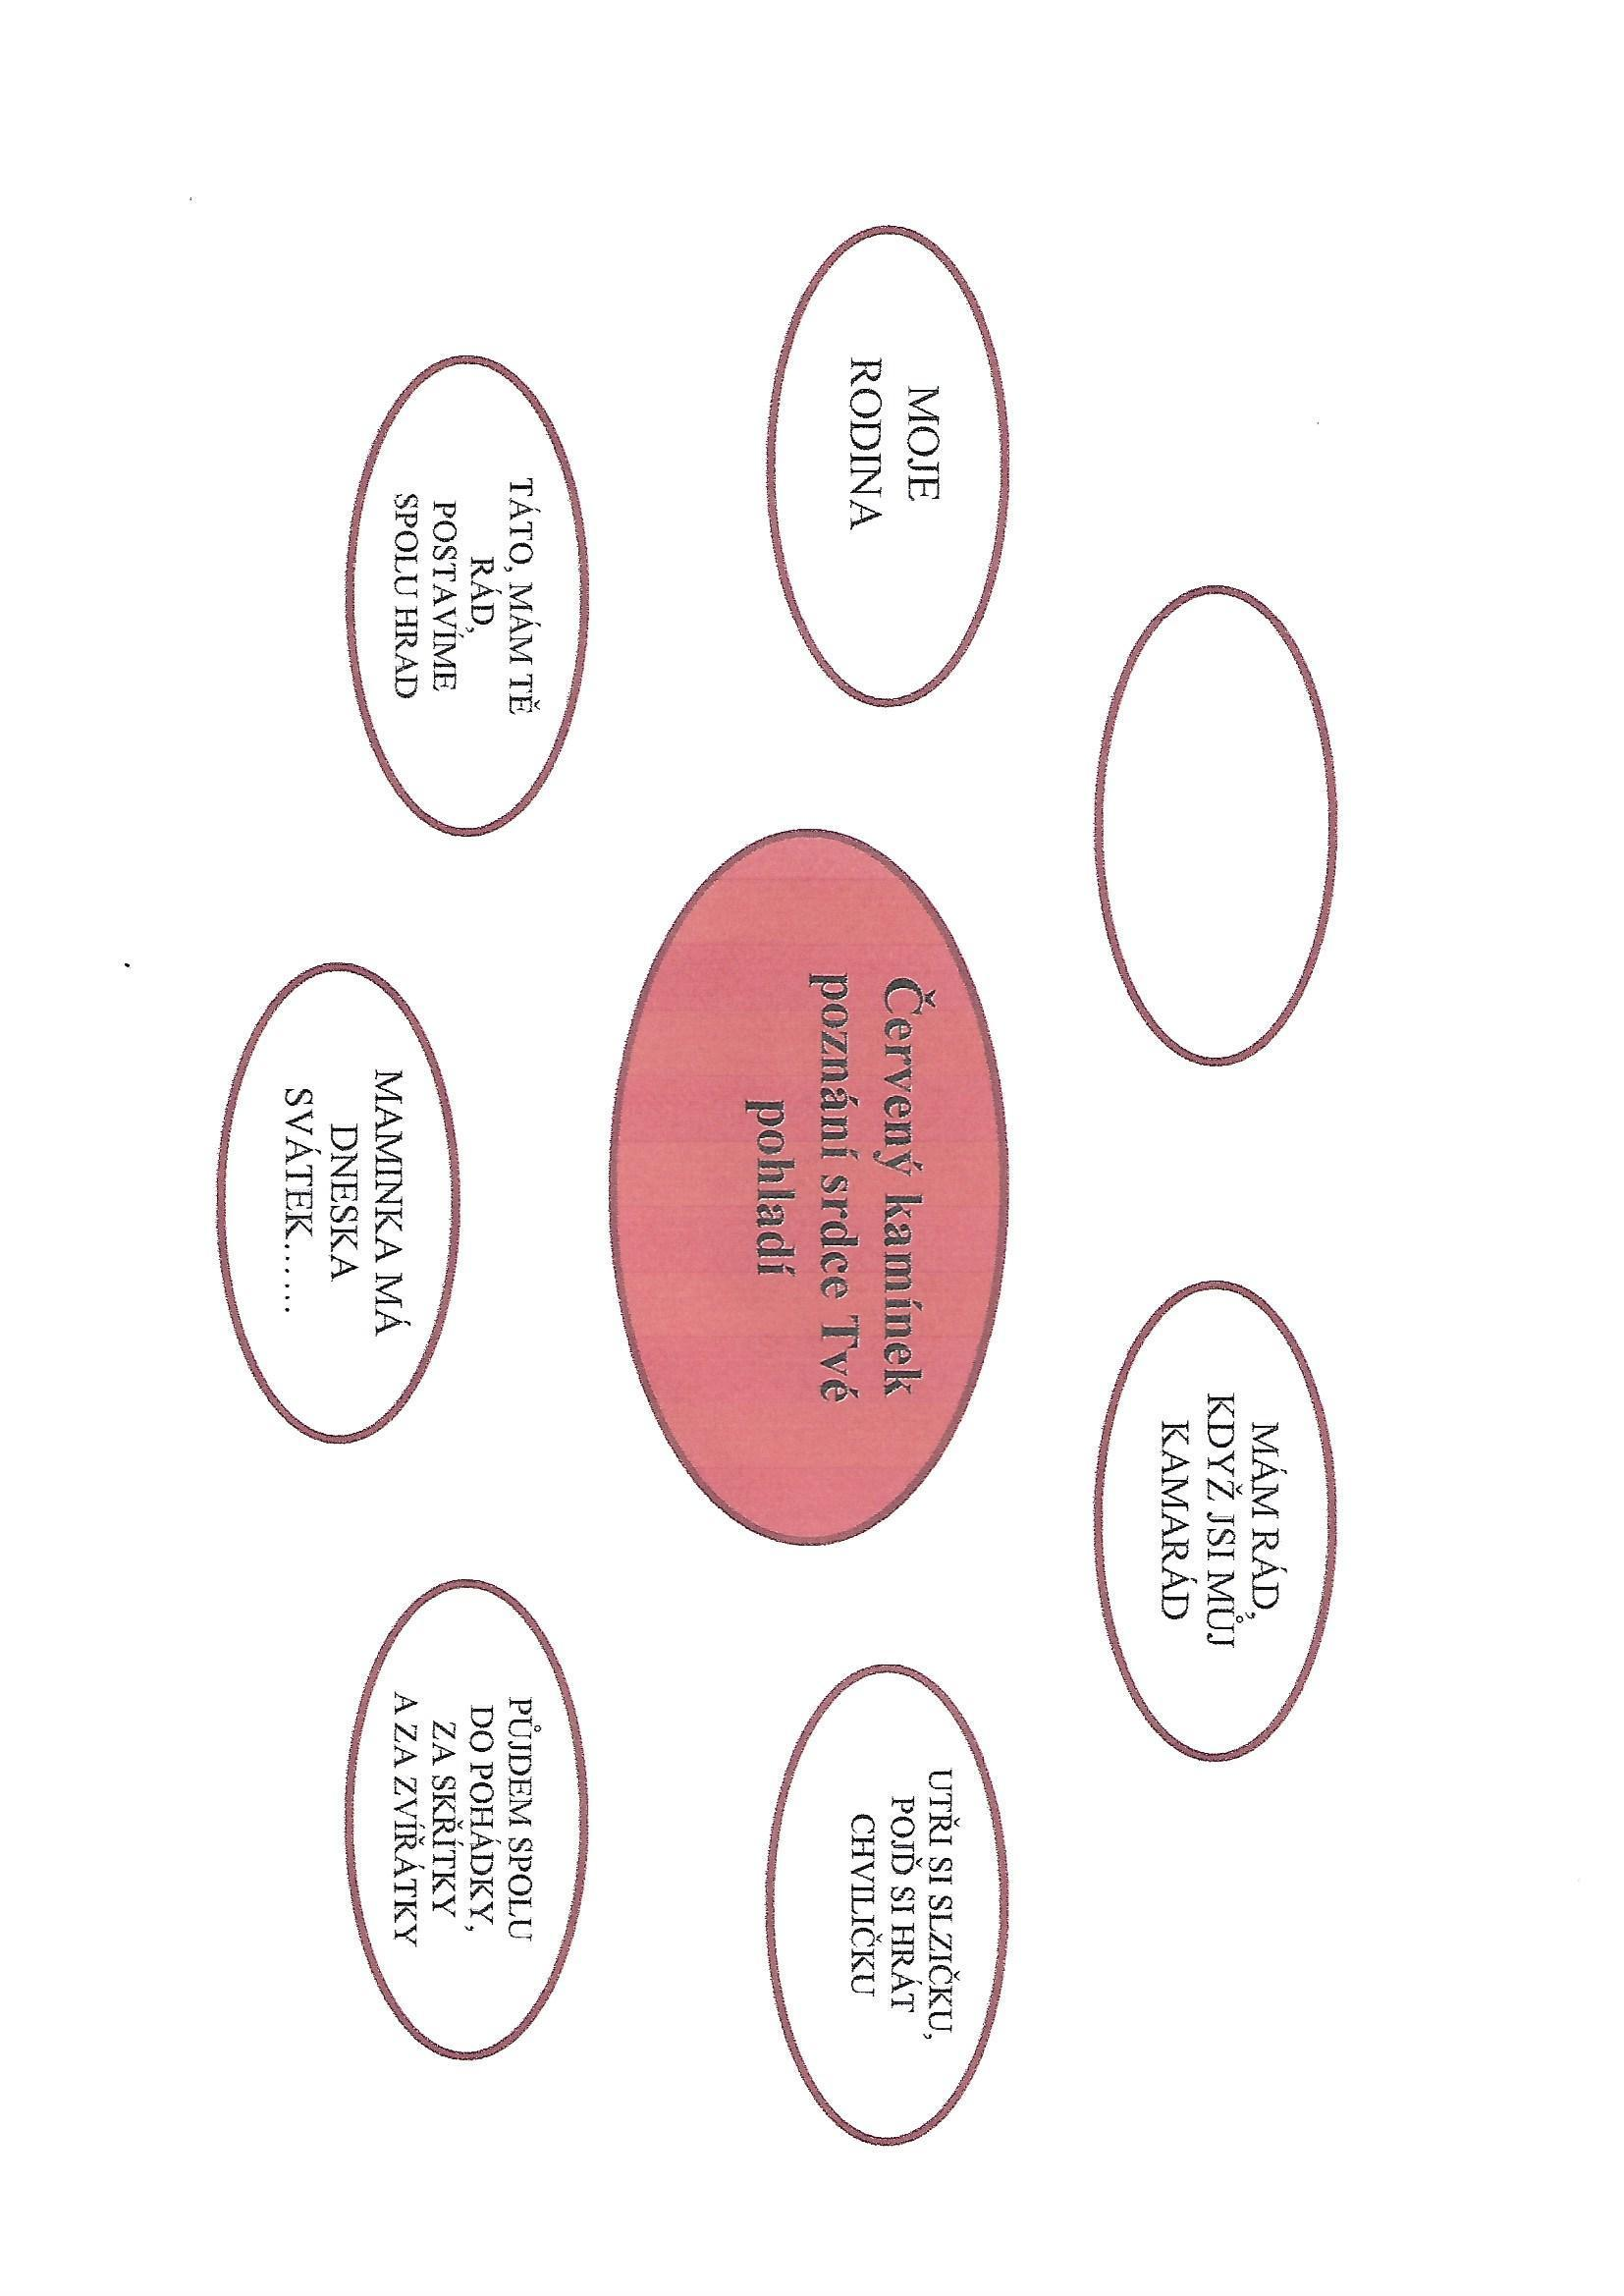 MÁM RÁD,
KDYŽ JSI MŮJ
KAMARÁD
MOJE
RODINA
Červený kamínek
poznání srdce Tvé
pohladí
UTŘI SI SLZIČKU,
POJĎ SI HRÁT
CHVILIČKU
TÁTO, MÁM TĚ
RÁD,
POSTAVÍME
SPOLU HRAD
MAMINKA MÁ
DNESKA
SVÁTEK……
PŮJDEM SPOLU
DO POHÁDKY,
ZA SKŘÍTKY
A ZA ZVÍŘÁTKY